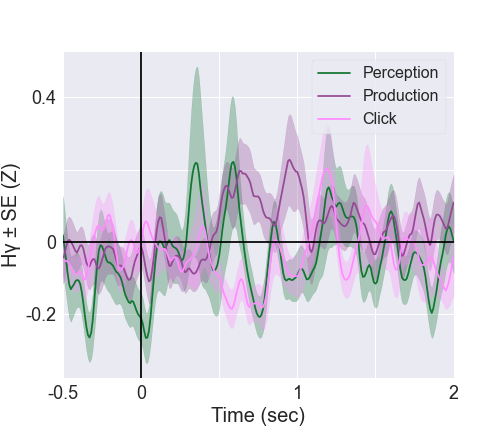 Perception
Production
Click
0.4
0
-0.2
Hγ ± SE (Z)
-0.5 0 1 2
Time (sec)